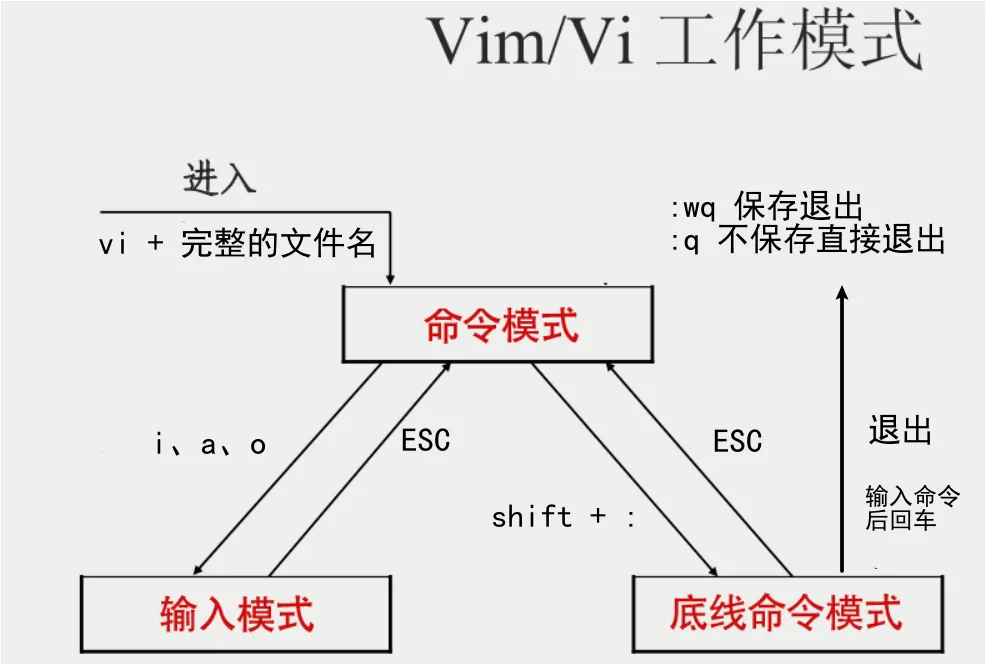 Vim/Vi 工作模式
进入
vi + 完整的文件名
:wq 保存退出
:q 不保存直接退出
命令模式
i、a、o
ESC
shift + :
ESC
退出
输入命令
后回车
输入模式
底线命令模式